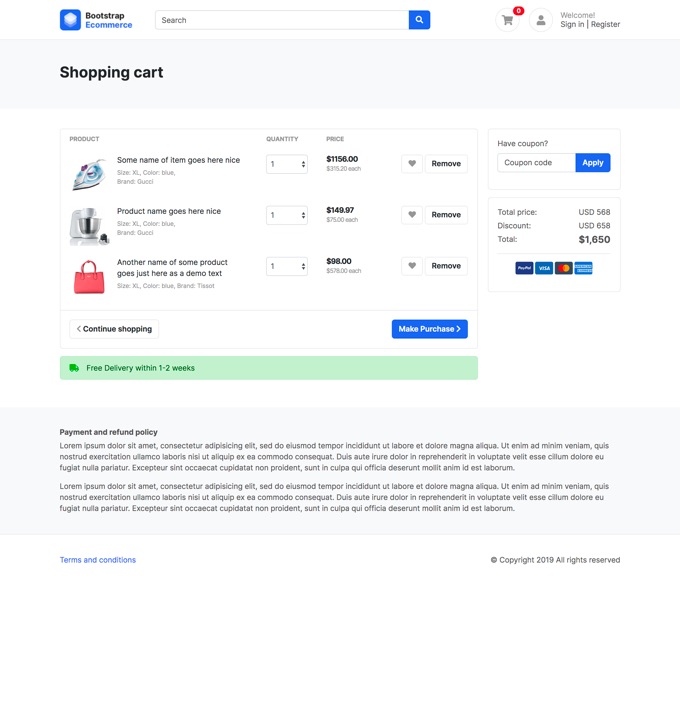 Bootstrap
Ecommerce
Search
0
Welcome!
Sign in | Register
Shopping cart
PRODUCT QUANTITY PRICE
Some name of item goes here nice
Size: XL, Color: blue,
Brand: Gucci
1
$1156.00
$315.20 each
Remove
Product name goes here nice
Size: XL, Color: blue,
Brand: Gucci
1
$149.97
$75.00 each
Remove
Another name of some product
goes just here as a demo text
Size: XL, Color: blue, Brand: Tissot
1
$98.00
$578.00 each
Remove
Continue shopping
Make Purchase
Free Delivery within 1-2 weeks
Have coupon?
Coupon code
Apply
Total price: USD 568
Discount: USD 658
Total: $1,650
PayPal
VISA
Payment and refund policy
Lorem ipsum dolor sit amet, consectetur adipisicing elit, sed do eiusmod tempor incididunt ut labore et dolore magna aliqua. Ut enim ad minim veniam, quis
nostrud exercitation ullamco laboris nisi ut aliquip ex ea commodo consequat. Duis aute irure dolor in reprehenderit in voluptate velit esse cillum dolore eu
fugiat nulla pariatur. Excepteur sint occaecat cupidatat non proident, sunt in culpa qui officia deserunt mollit anim id est laborum.
Lorem ipsum dolor sit amet, consectetur adipisicing elit, sed do eiusmod tempor incididunt ut labore et dolore magna aliqua. Ut enim ad minim veniam, quis
nostrud exercitation ullamco laboris nisi ut aliquip ex ea commodo consequat. Duis aute irure dolor in reprehenderit in voluptate velit esse cillum dolore eu
fugiat nulla pariatur. Excepteur sint occaecat cupidatat non proident, sunt in culpa qui officia deserunt mollit anim id est laborum.
Terms and conditions
© Copyright 2019 All rights reserved